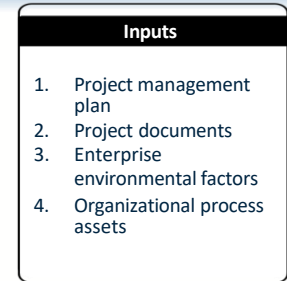 Inputs
1. Project management
plan
2. Project documents
3. Enterprise
environmental factors
4. Organizational process
assets